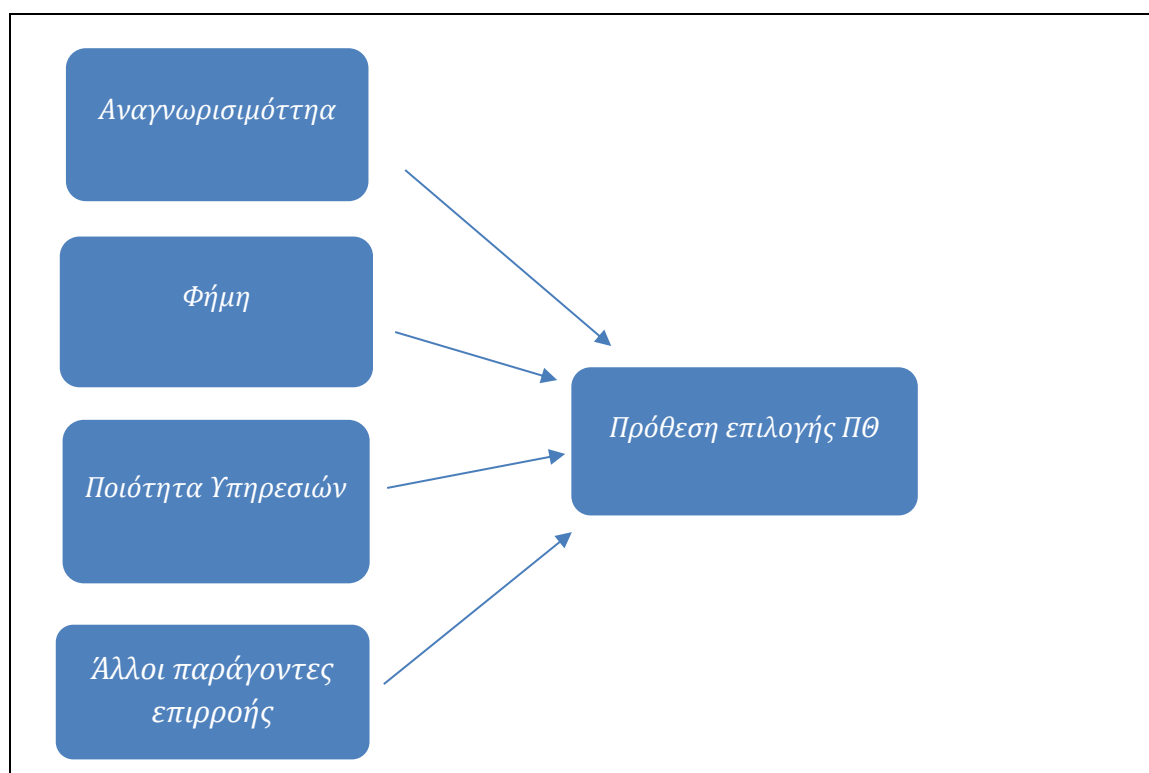 Αναγνωρισιμόττηα
Φήμη
Πρόθεση επιλογής ΠΘ
Ποιότητα Υπηρεσιών
Άλλοι παράγοντες
επιρροής